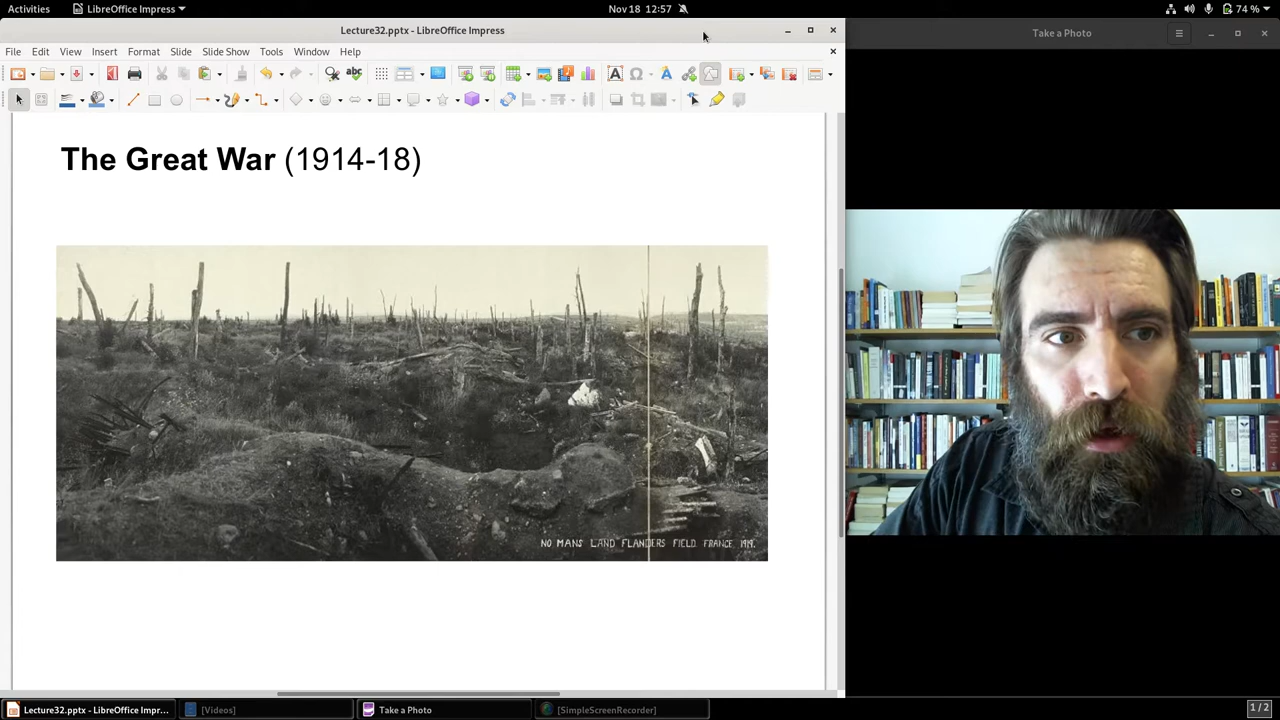 Activities
LibreOffice Impress
Nov 18 12:57
74 %
Lecture32.pptx - LibreOffice Impress
Take a Photo
File Edit View Insert Format Slide Slide Show Tools Window Help
The Great War (1914-18)
NO MANS LAND FLANDERS FIELD FRANCE 1919.
Lecture32.pptx - LibreOffice Impr...
[Videos]
Take a Photo
[SimpleScreenRecorder]
1 / 2